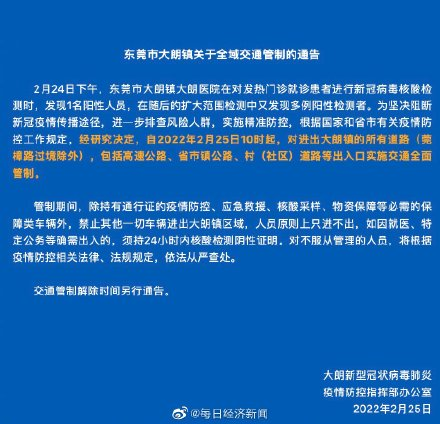 东莞市大朗镇关于全域交通管制的通告
2月24日下午，东莞市大朗镇大朗医院在对发热门诊就诊患者进行新冠病毒核酸检
测时，发现1名阳性人员，在随后的扩大范围检测中又发现多例阳性检测者。为坚决阻断
新冠疫情传播途径，进一步排查风险人群，实施精准防控，根据国家和省市有关疫情防
控工作规定，经研究决定，自2022年2月25日10时起，对进出大朗镇的所有道路（莞
樟路过境除外），包括高速公路、省市镇公路、村（社区）道路等出入口实施交通全面
管制。
管制期间，除持有通行证的疫情防控、应急救援、核酸采样、物资保障等必需的保
障类车辆外，禁止其他一切车辆进出大朗镇区域，人员原则上只进不出，如因就医、特
定公务等确需出入的，须持24小时内核酸检测阴性证明。对不服从管理的人员，将根据
疫情防控相关法律、法规规定，依法从严查处。
交通管制解除时间另行通告。
大朗新型冠状病毒肺炎
疫情防控指挥部办公室
2022年2月25日
@每日经济新闻